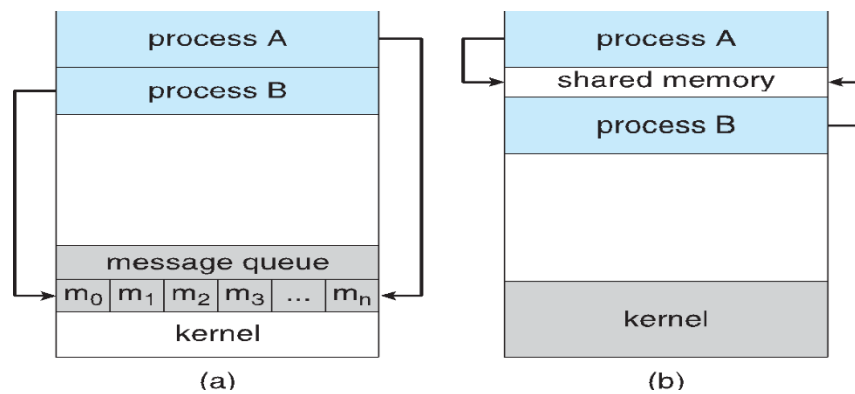 process A
process B
message queue
m0 m1 m2 m3 ... mn
kernel
(a)
process A
shared memory
process B
kernel
(b)